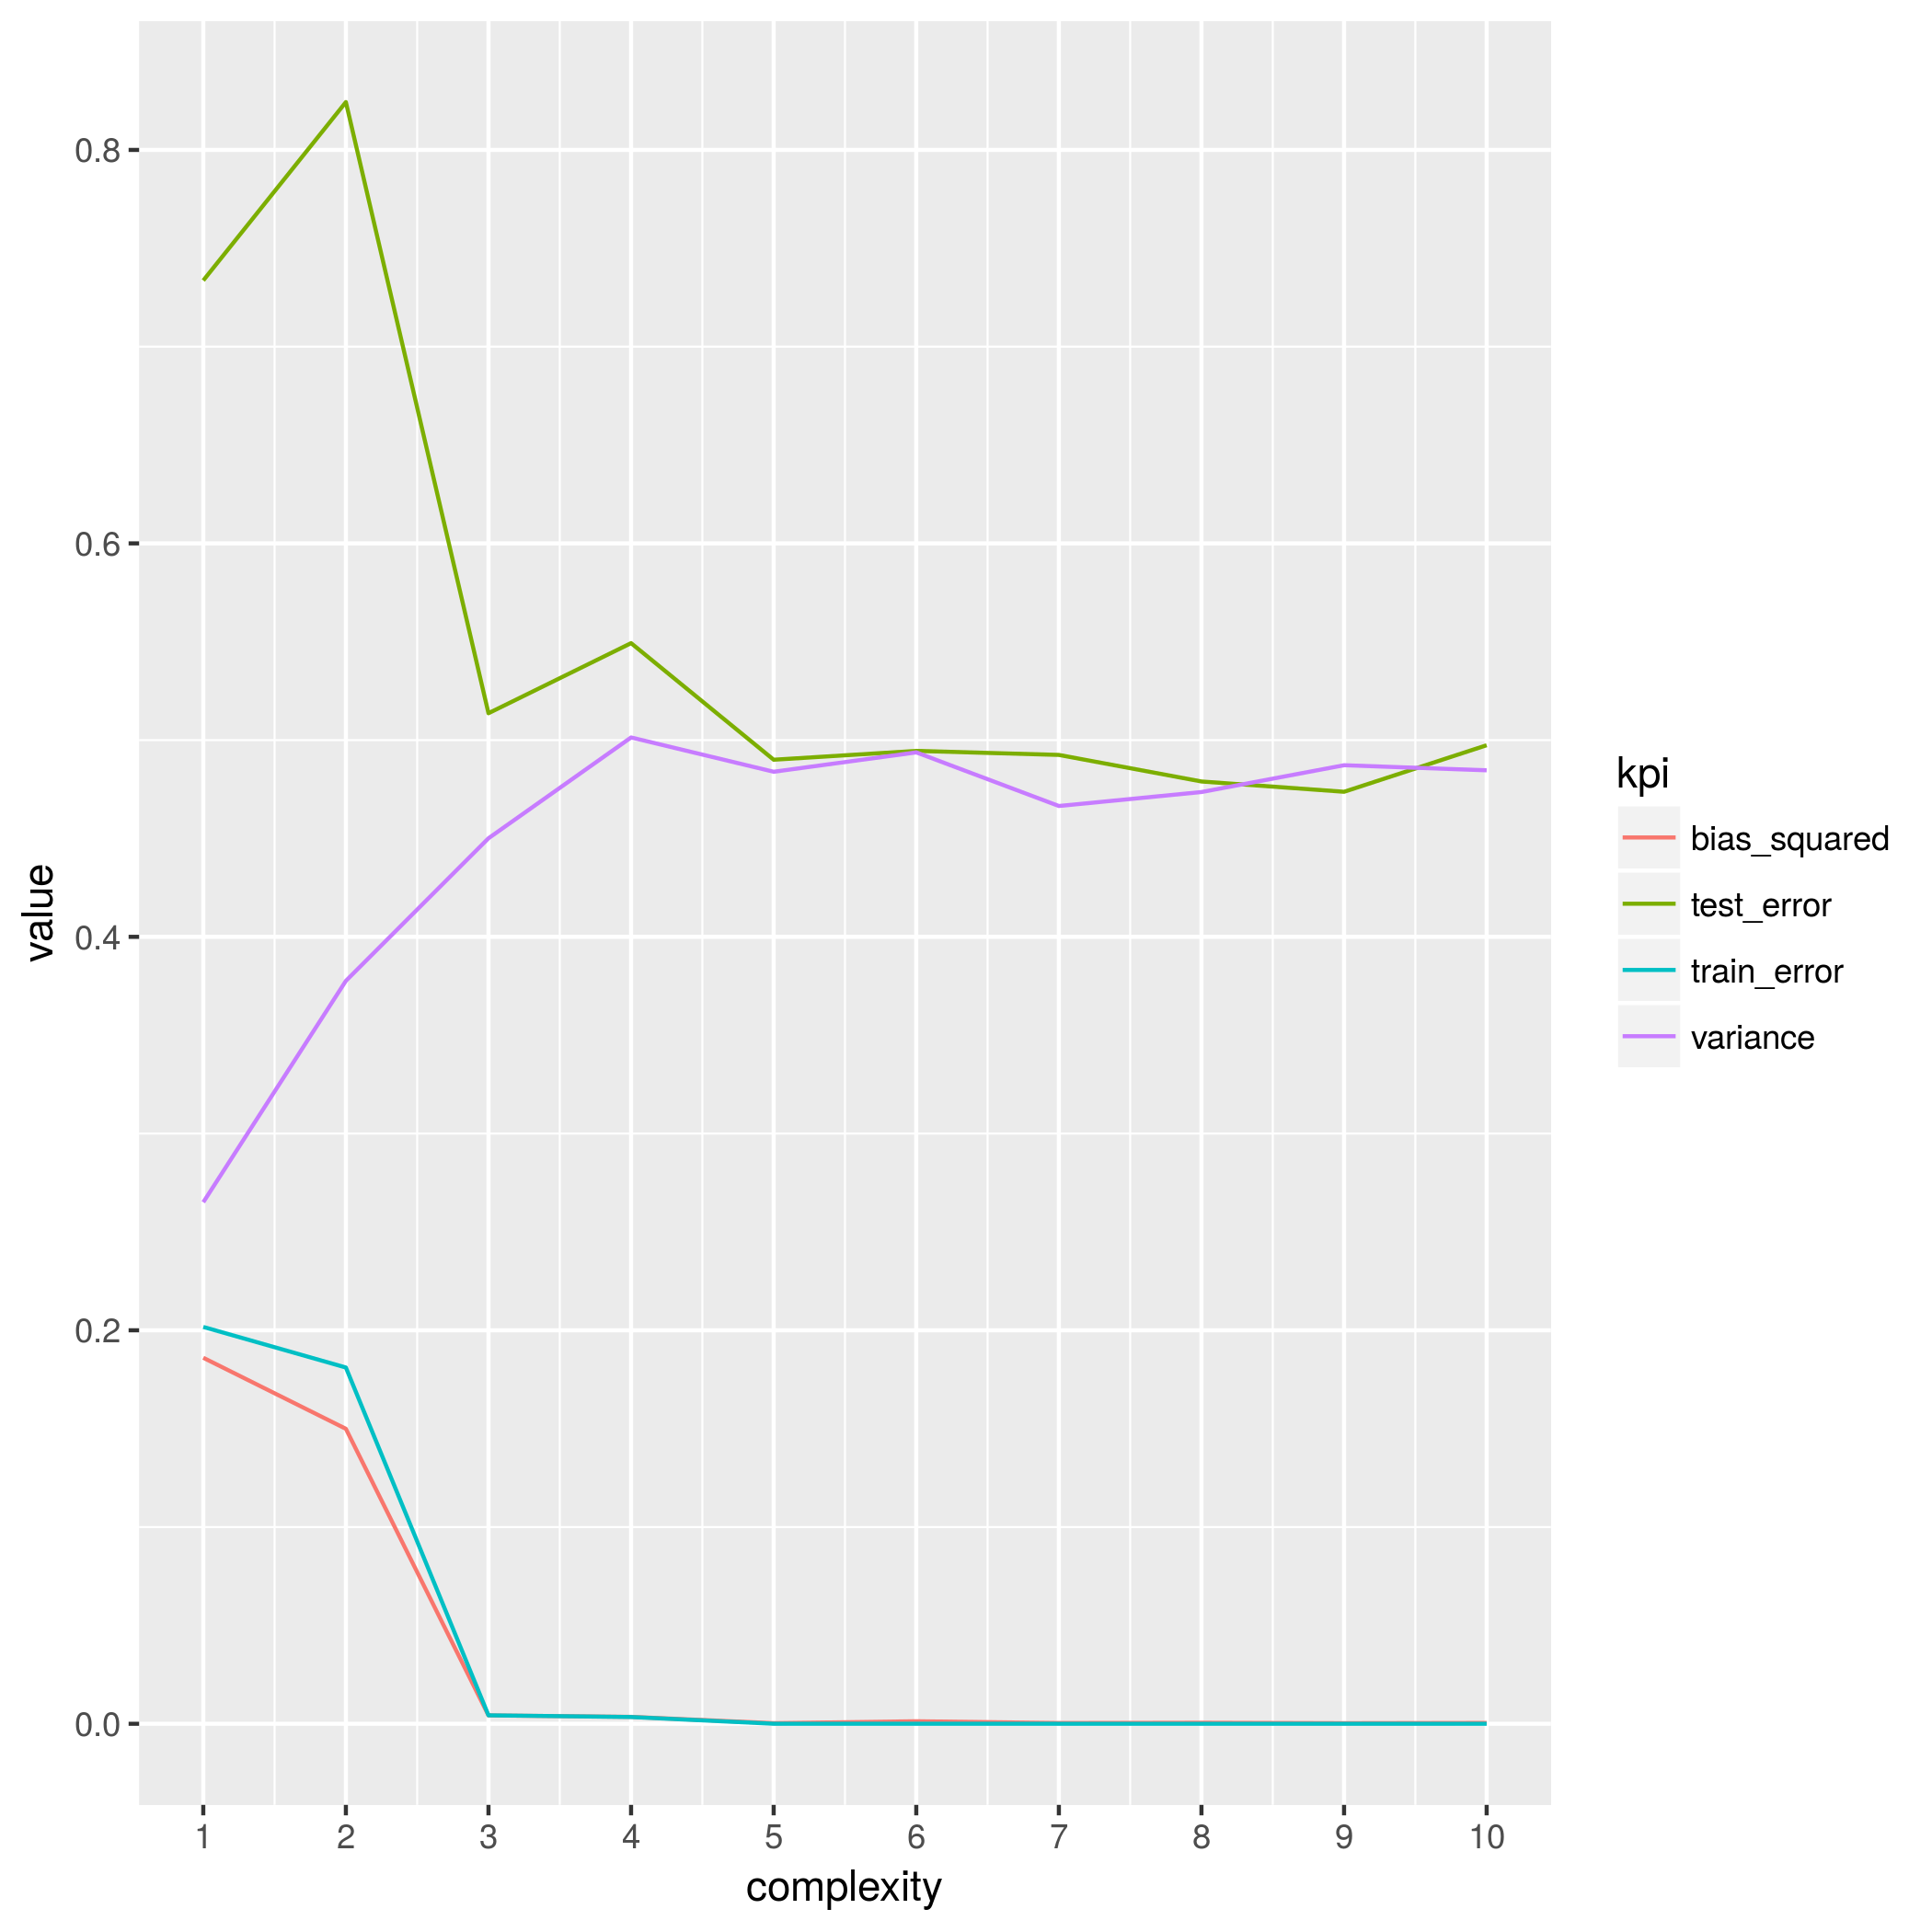 value
0.8
0.6
0.4
0.2
0.0
1 2 3 4 5 6 7 8 9 10
complexity
kpi
bias_squared
test_error
train_error
variance